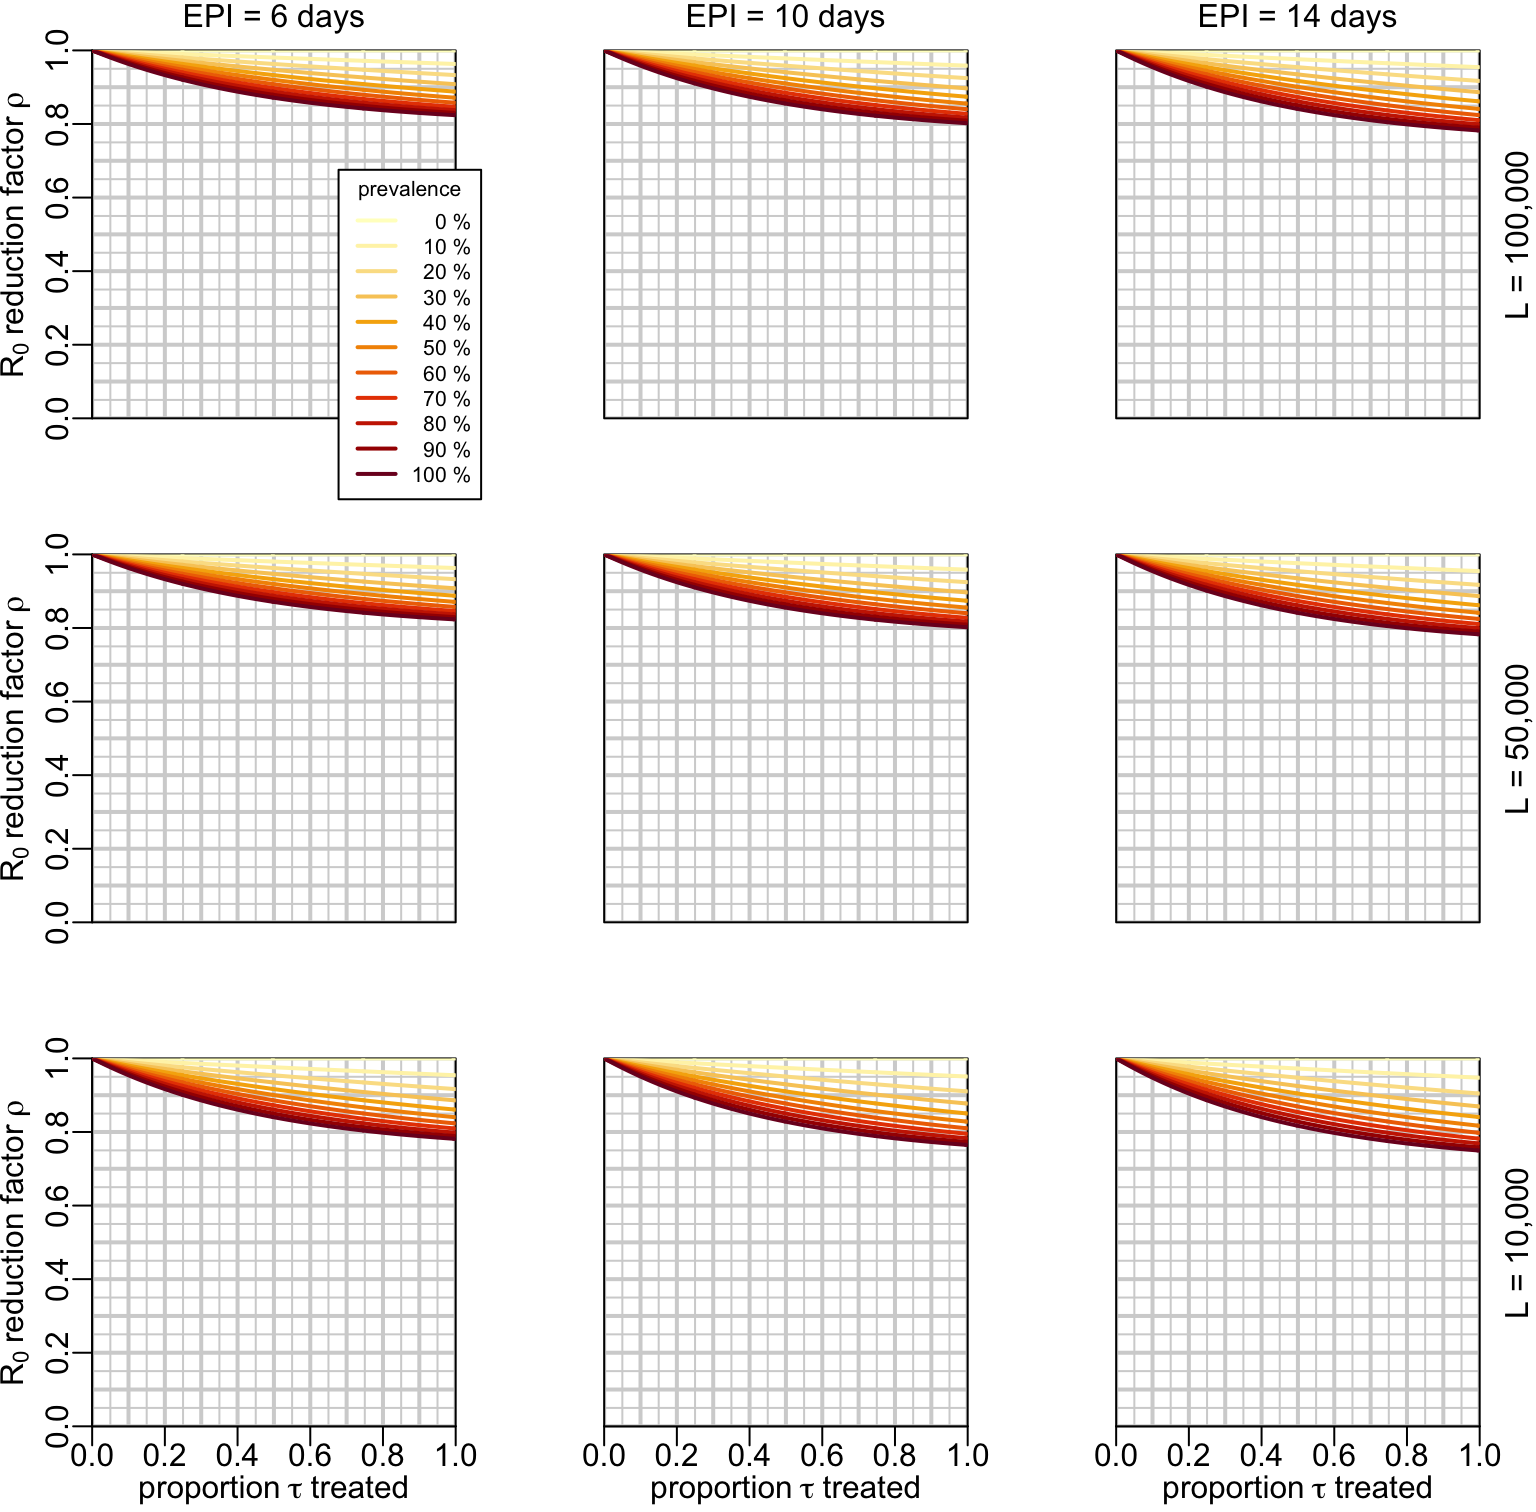 EPI = 6 days
EPI = 10 days
EPI = 14 days
R0 reduction factor ρ
1.0
0.8
0.6
0.4
0.2
0.0
prevalence
0 %
10 %
20 %
30 %
40 %
50 %
60 %
70 %
80 %
90 %
100 %
L = 100,000
R0 reduction factor ρ
1.0
0.8
0.6
0.4
0.2
0.0
L = 50,000
R0 reduction factor ρ
1.0
0.8
0.6
0.4
0.2
0.0
L = 10,000
0.0 0.2 0.4 0.6 0.8 1.0
0.0 0.2 0.4 0.6 0.8 1.0
0.0 0.2 0.4 0.6 0.8 1.0
proportion τ treated
proportion τ treated
proportion τ treated